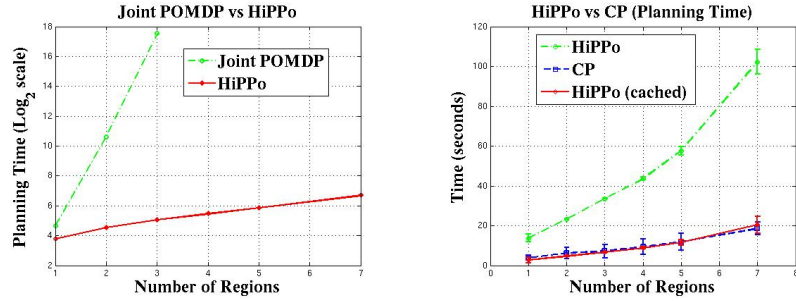 Joint POMDP vs HiPPo
Planning Time (Log2 scale)
18
16
14
12
10
8
6
4
2
Joint POMDP
HiPPo
1 2 3 4 5 6 7
Number of Regions
HiPPo vs CP (Planning Time)
Time (seconds)
120
100
80
60
40
20
0
HiPPo
CP
HiPPo (cached)
0 1 2 3 4 5 6 7 8
Number of Regions